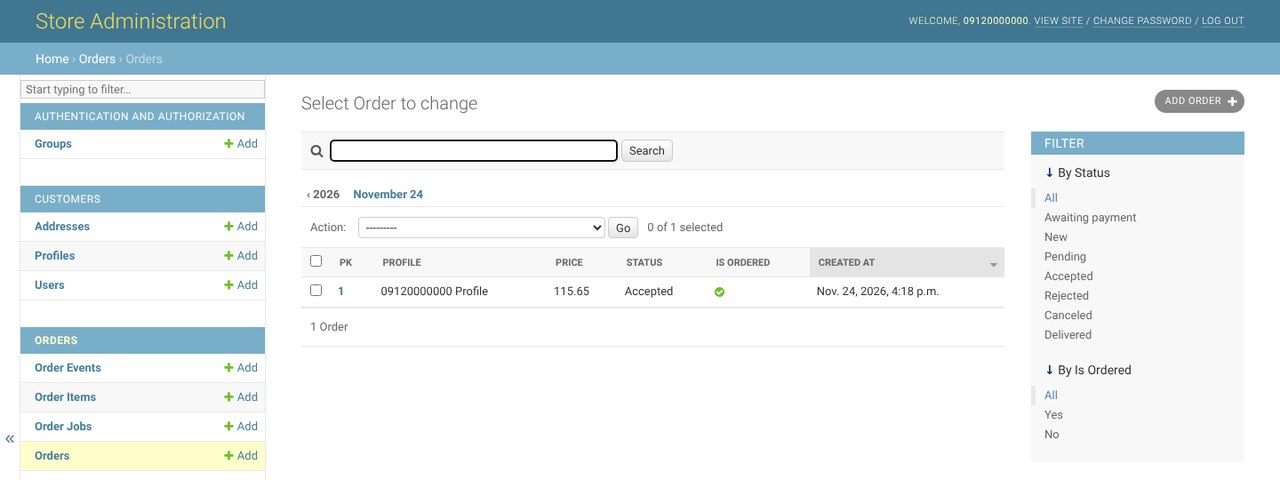 Store Administration
WELCOME, 09120000000. VIEW SITE / CHANGE PASSWORD / LOG OUT
Home › Orders › Orders
Start typing to filter...
AUTHENTICATION AND AUTHORIZATION
Groups
Add
CUSTOMERS
Addresses
Add
Profiles
Add
Users
Add
ORDERS
Order Events
Add
Order Items
Add
Order Jobs
Add
Orders
Add
«
Select Order to change
ADD ORDER
Search
‹ 2026 November 24
Action: --------- Go 0 of 1 selected
PK PROFILE PRICE STATUS IS ORDERED CREATED AT
1 09120000000 Profile 115.65 Accepted Nov. 24, 2026, 4:18 p.m.
1 Order
FILTER
↓ By Status
All
Awaiting payment
New
Pending
Accepted
Rejected
Canceled
Delivered
↓ By Is Ordered
All
Yes
No